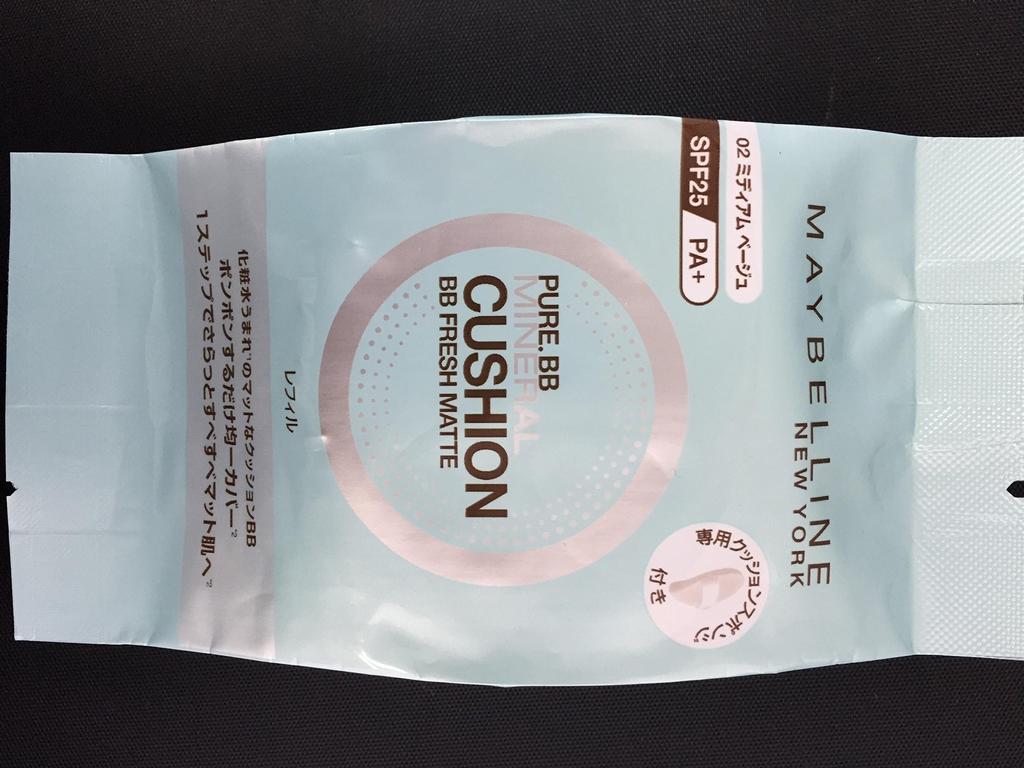 MAYBELLINE
NEW YORK
02 ミディアム ベージュ
SPF25 / PA+
専用クッションスポンジ
付き
PURE.BB
MINERAL
CUSHION
BB FRESH MATTE
レフィル
化粧水うまれ*¹のマットなクッションBB
ポンポンするだけ均一カバー*²
1ステップでさらっとすべすべマット肌へ*²